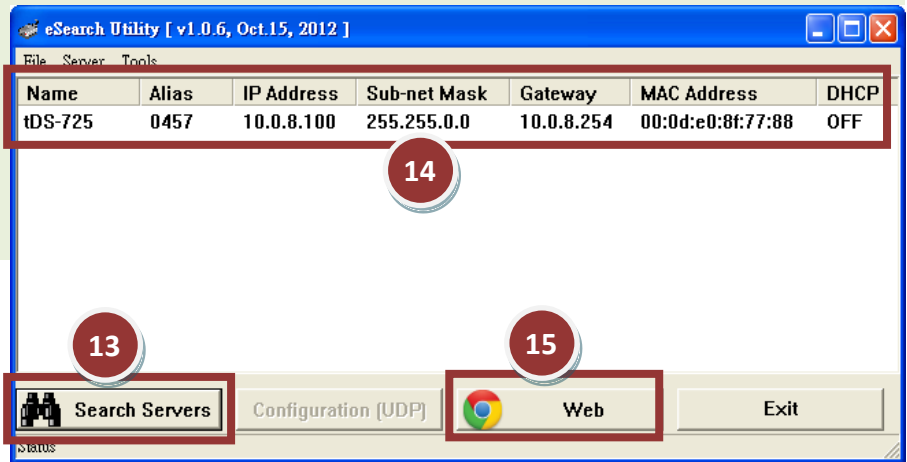 eSearch Utility [ v1.0.6, Oct.15, 2012 ]
File Server Tools
Name Alias IP Address Sub-net Mask Gateway MAC Address DHCP
tDS-725 0457 10.0.8.100 255.255.0.0 10.0.8.254 00:0d:e0:8f:77:88 OFF
14
13 15
Search Servers Configuration (UDP) Web Exit
Status